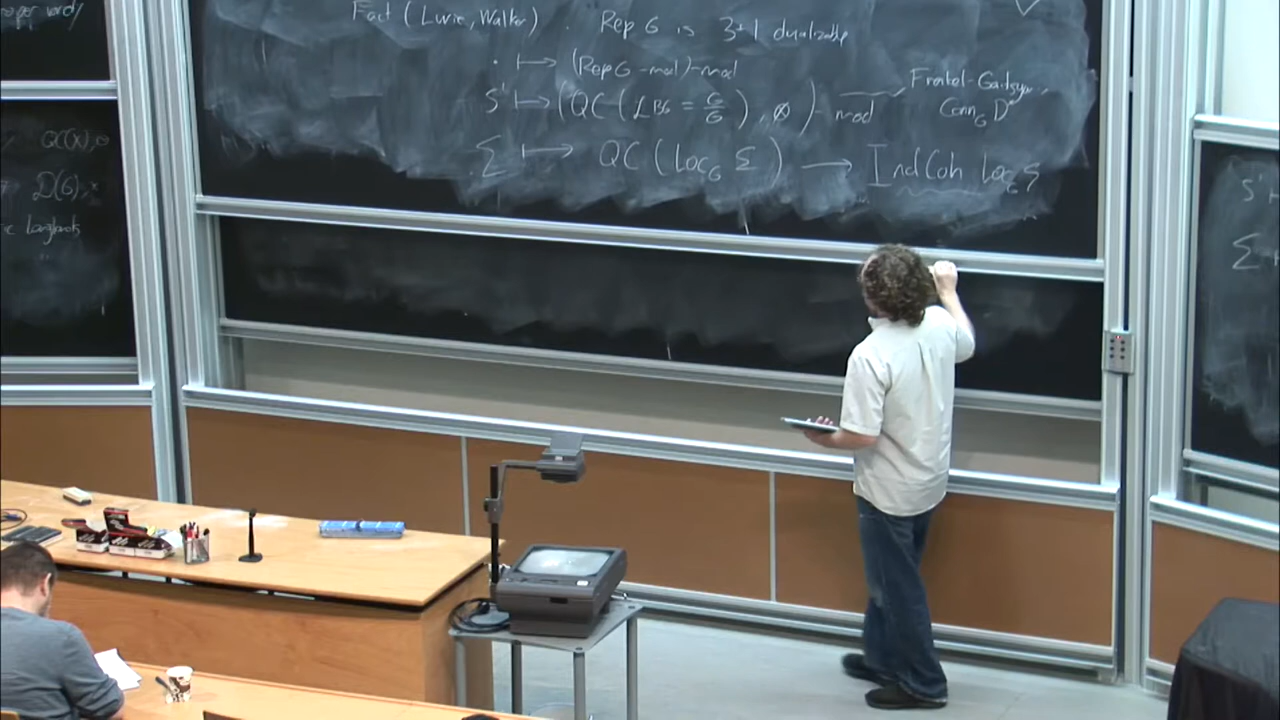 QC(X), ⊗
D(G), *
Fact (Lurie, Walker). Rep G is 3+1 dualizable
· ⟼ (Rep G -mod)-mod
S¹ ⟼ (QC(ℒBG = G/G), ⊗)-mod
Frenkel-Gaitsgory
Conn_G D^×
Σ ⟼ QC(Loc_G Σ) ⟶ IndCoh Loc_G Σ
S¹
Σ